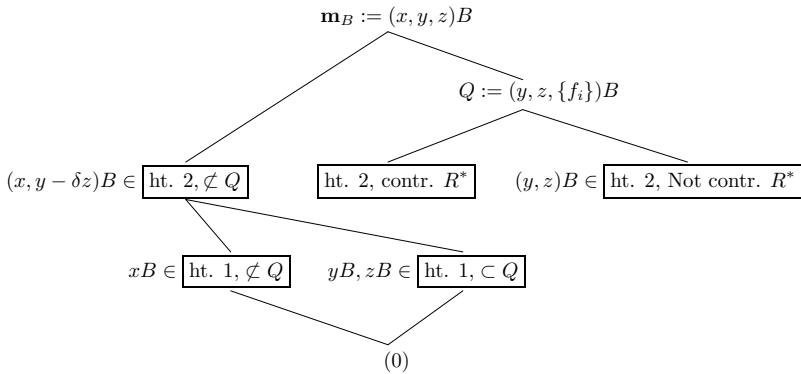 𝐦_B := (x, y, z)B
Q := (y, z, {f_i})B
(x, y − δz)B ∈ ht. 2, ⊄ Q ht. 2, contr. R* (y, z)B ∈ ht. 2, Not contr. R*
xB ∈ ht. 1, ⊄ Q yB, zB ∈ ht. 1, ⊂ Q
(0)